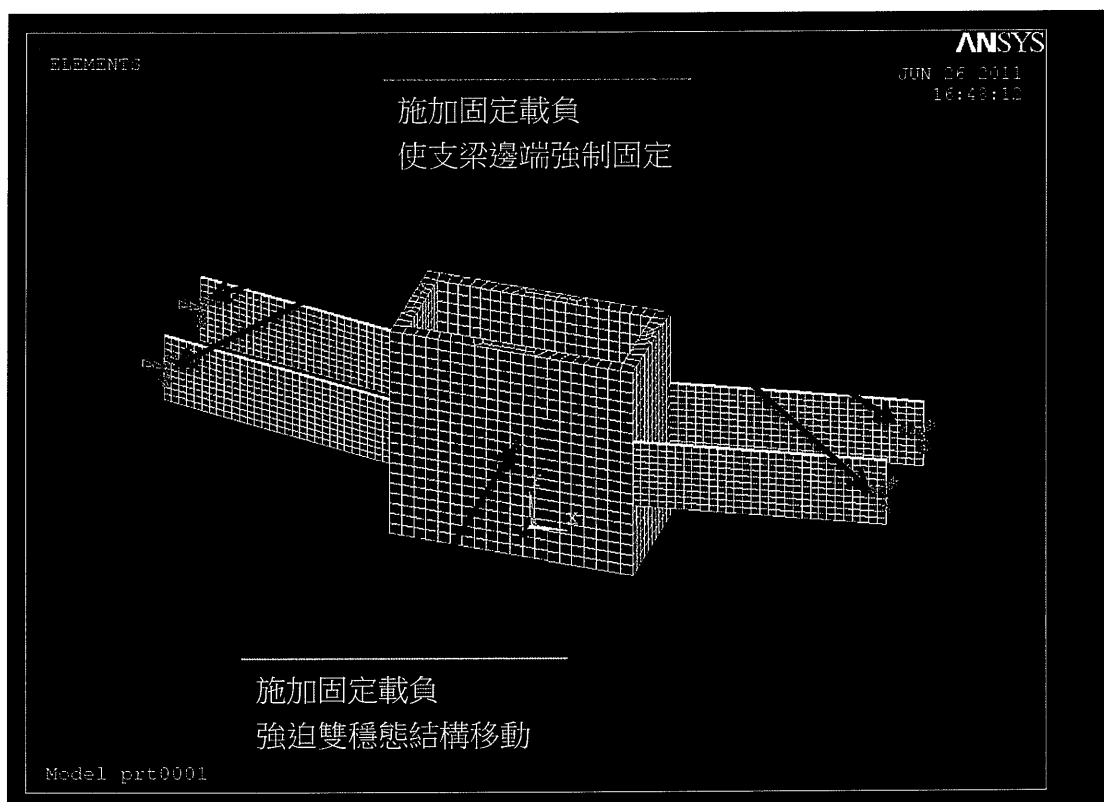 ANSYS
ELEMENTS
JUN 26 2011
16:48:12
施加固定載負
使支梁邊端強制固定
X
施加固定載負
強迫雙穩態結構移動
Model prt0001